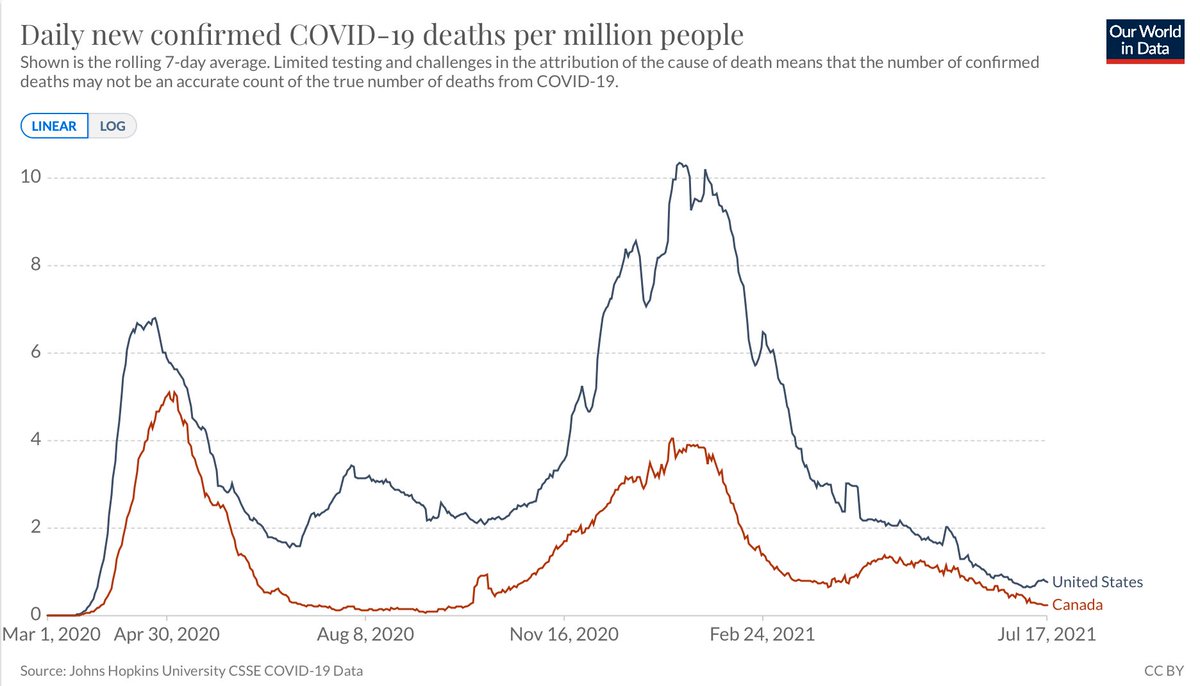 Daily new confirmed COVID-19 deaths per million people
Our World
in Data
Shown is the rolling 7-day average. Limited testing and challenges in the attribution of the cause of death means that the number of confirmed
deaths may not be an accurate count of the true number of deaths from COVID-19.
LINEAR LOG
10
8
6
4
2
0
United States
Canada
Mar 1, 2020 Apr 30, 2020 Aug 8, 2020 Nov 16, 2020 Feb 24, 2021 Jul 17, 2021
Source: Johns Hopkins University CSSE COVID-19 Data CC BY